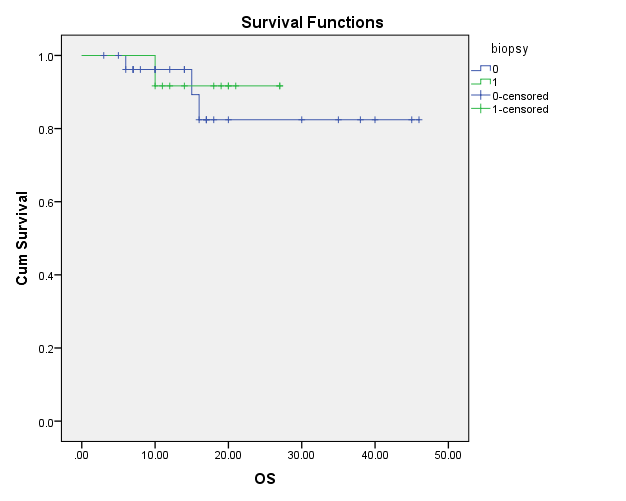 Survival Functions
biopsy
0
1
0-censored
1-censored
1.0
0.8
0.6
0.4
0.2
0.0
Cum Survival
.00
10.00
20.00
30.00
40.00
50.00
OS